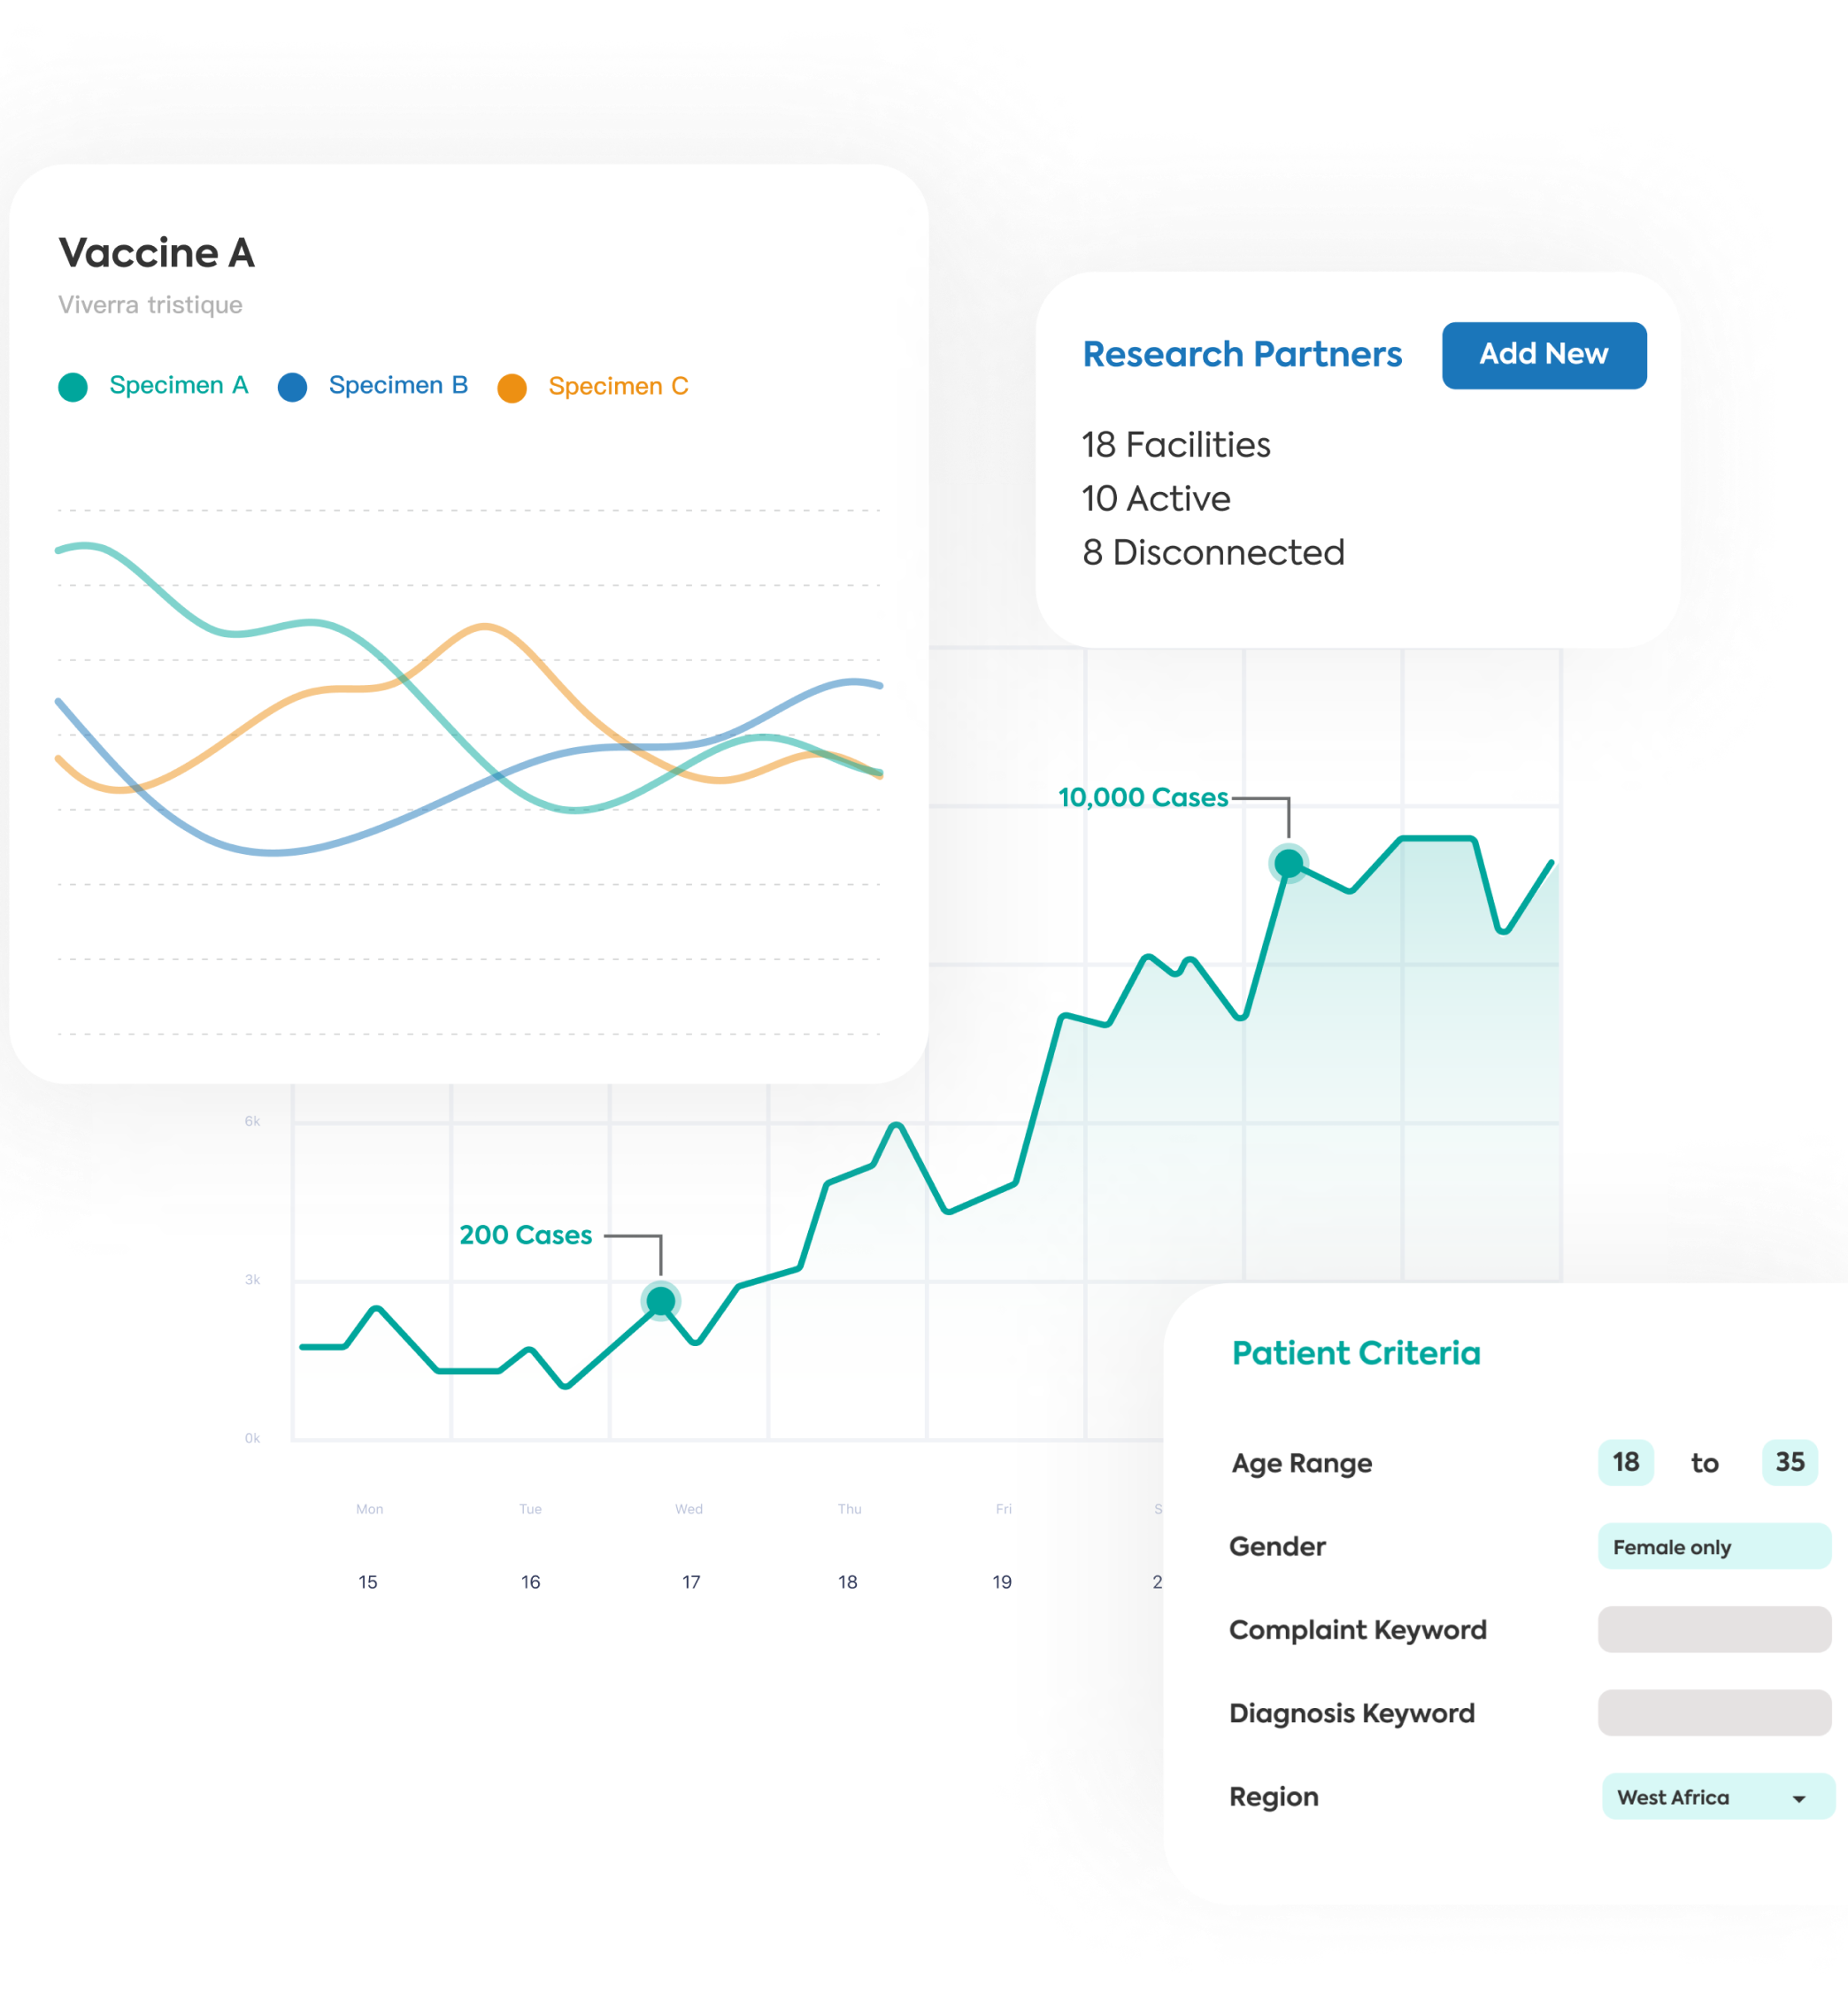 Vaccine A
Viverra tristique
Specimen A Specimen B Specimen C
Research Partners Add New
18 Facilities
10 Active
8 Disconnected
10,000 Cases
6k
200 Cases
3k
0k
Mon Tue Wed Thu Fri S
15 16 17 18 19 2
Patient Criteria
Age Range 18 to 35
Gender Female only
Complaint Keyword
Diagnosis Keyword
Region West Africa